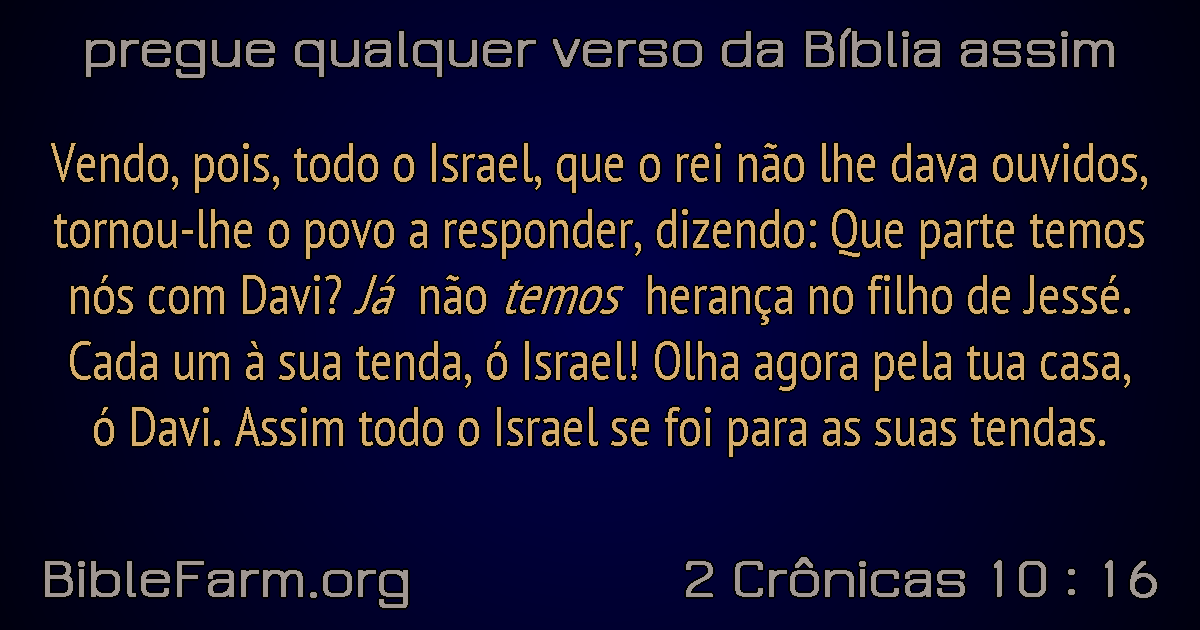 pregue qualquer verso da Bíblia assim
Vendo, pois, todo o Israel, que o rei não lhe dava ouvidos,
tornou-lhe o povo a responder, dizendo: Que parte temos
nós com Davi? Já não temos herança no filho de Jessé.
Cada um à sua tenda, ó Israel! Olha agora pela tua casa,
ó Davi. Assim todo o Israel se foi para as suas tendas.
BibleFarm.org
2 Crônicas 10 : 16